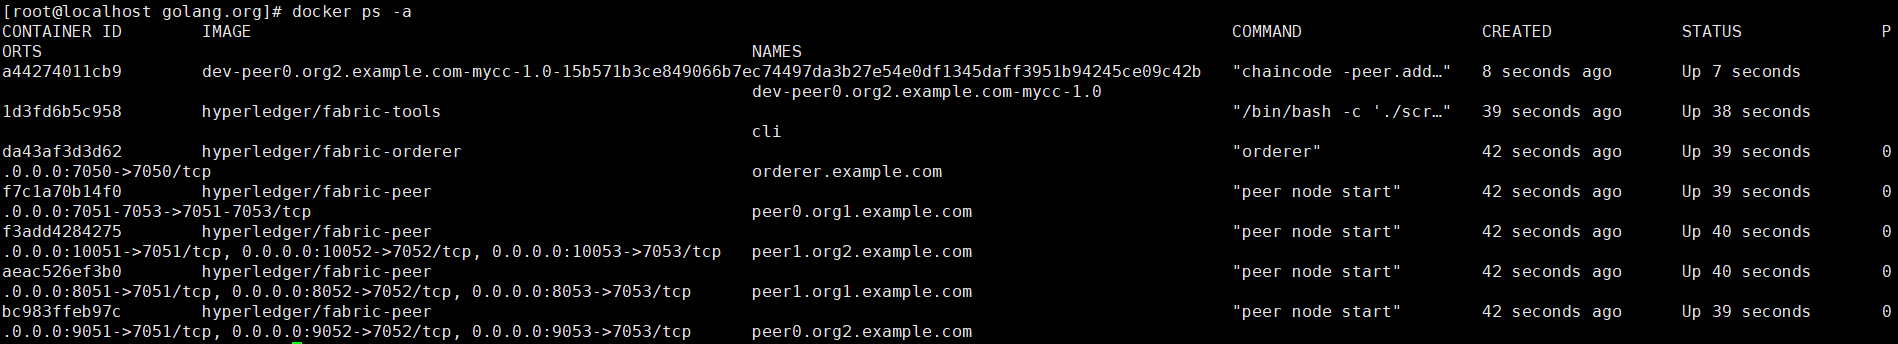 [root@localhost golang.org]# docker ps -a
CONTAINER ID        IMAGE                                                                                                  COMMAND                  CREATED             STATUS              P
ORTS                                                                       NAMES
a44274011cb9        dev-peer0.org2.example.com-mycc-1.0-15b571b3ce849066b7ec74497da3b27e54e0df1345daff3951b94245ce09c42b   "chaincode -peer.add…"   8 seconds ago       Up 7 seconds
                                                                           dev-peer0.org2.example.com-mycc-1.0
1d3fd6b5c958        hyperledger/fabric-tools                                                                               "/bin/bash -c './scr…"   39 seconds ago      Up 38 seconds
                                                                           cli
da43af3d3d62        hyperledger/fabric-orderer                                                                             "orderer"                42 seconds ago      Up 39 seconds       0
.0.0.0:7050->7050/tcp                                                      orderer.example.com
f7c1a70b14f0        hyperledger/fabric-peer                                                                                "peer node start"        42 seconds ago      Up 39 seconds       0
.0.0.0:7051-7053->7051-7053/tcp                                            peer0.org1.example.com
f3add4284275        hyperledger/fabric-peer                                                                                "peer node start"        42 seconds ago      Up 40 seconds       0
.0.0.0:10051->7051/tcp, 0.0.0.0:10052->7052/tcp, 0.0.0.0:10053->7053/tcp   peer1.org2.example.com
aeac526ef3b0        hyperledger/fabric-peer                                                                                "peer node start"        42 seconds ago      Up 40 seconds       0
.0.0.0:8051->7051/tcp, 0.0.0.0:8052->7052/tcp, 0.0.0.0:8053->7053/tcp      peer1.org1.example.com
bc983ffeb97c        hyperledger/fabric-peer                                                                                "peer node start"        42 seconds ago      Up 39 seconds       0
.0.0.0:9051->7051/tcp, 0.0.0.0:9052->7052/tcp, 0.0.0.0:9053->7053/tcp      peer0.org2.example.com